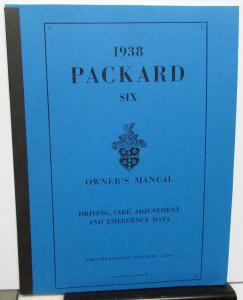 1938
PACKARD
SIX
OWNER'S MANUAL
DRIVING, CARE, ADJUSTMENT
AND EMERGENCY DATA